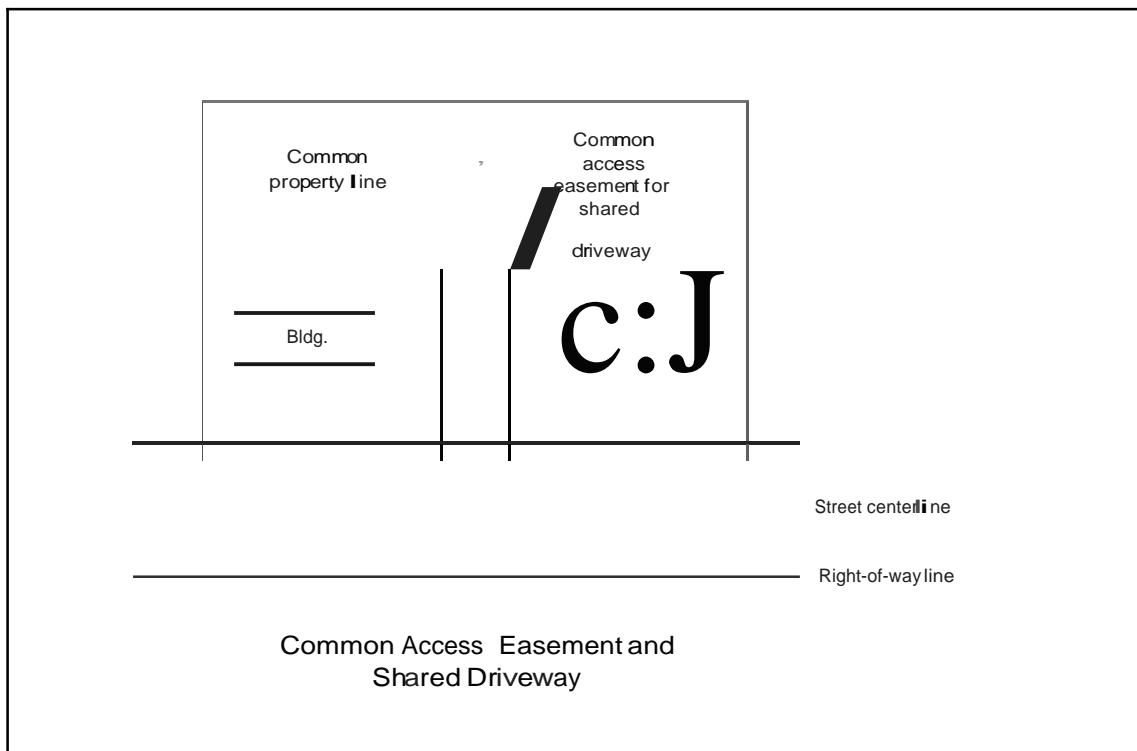 Common
property line
Common
access
easement for
shared
driveway
Bldg.
c:J
Street centerline
Right-of-way line
Common Access Easement and
Shared Driveway